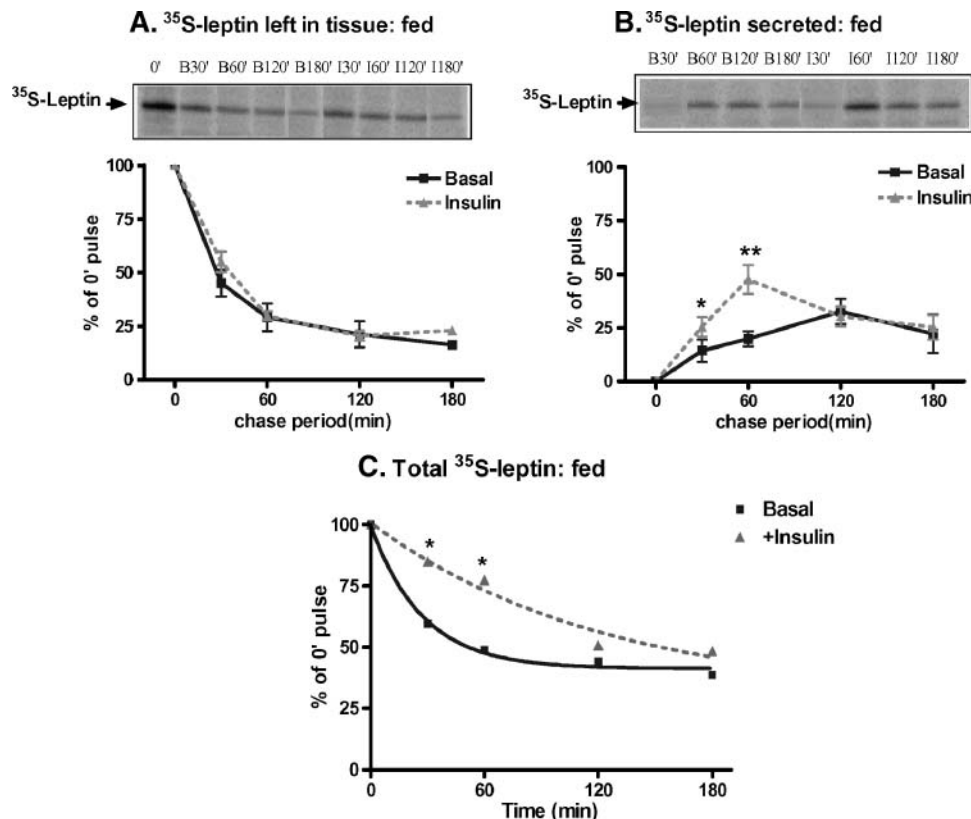 A. ³⁵S-leptin left in tissue: fed
0' B30' B60' B120' B180' I30' I60' I120' I180'
³⁵S-Leptin
100
75
50
25
0
% of 0' pulse
Basal
Insulin
0 60 120 180
chase period(min)
B. ³⁵S-leptin secreted: fed
B30' B60' B120' B180' I30' I60' I120' I180'
³⁵S-Leptin
100
75
50
25
0
% of 0' pulse
Basal
Insulin
*
**
0 60 120 180
chase period(min)
C. Total ³⁵S-leptin: fed
100
75
50
25
0
% of 0' pulse
Basal
+Insulin
* *
0 60 120 180
Time (min)